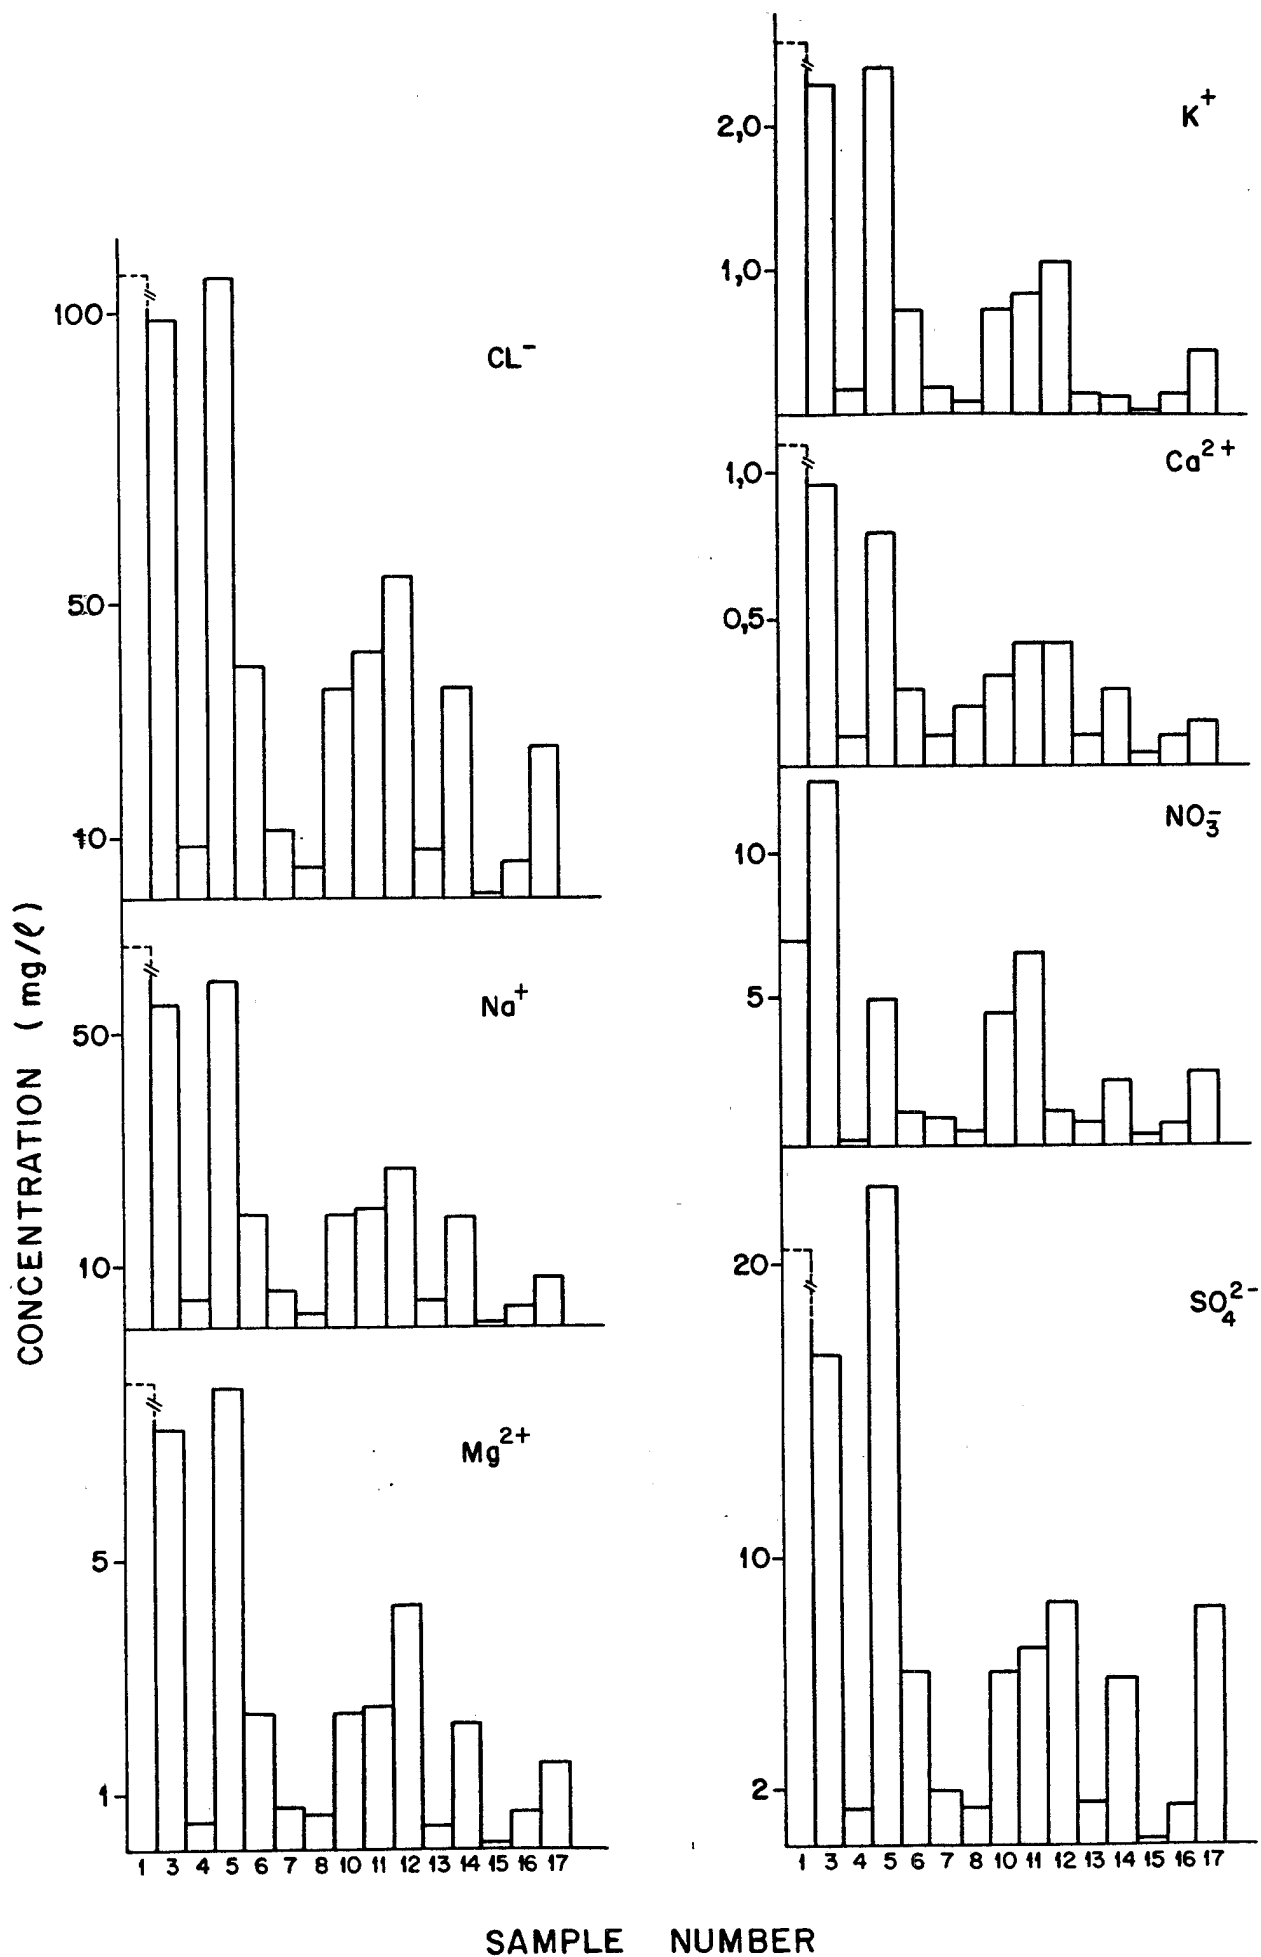 CONCENTRATION (mg/ℓ)
100
50
10
CL⁻
50
10
Na⁺
5
1
Mg²⁺
1 3 4 5 6 7 8 10 11 12 13 14 15 16 17
2,0
1,0
K⁺
1,0
0,5
Ca²⁺
10
5
NO₃⁻
20
10
2
SO₄²⁻
1 3 4 5 6 7 8 10 11 12 13 14 15 16 17
SAMPLE NUMBER